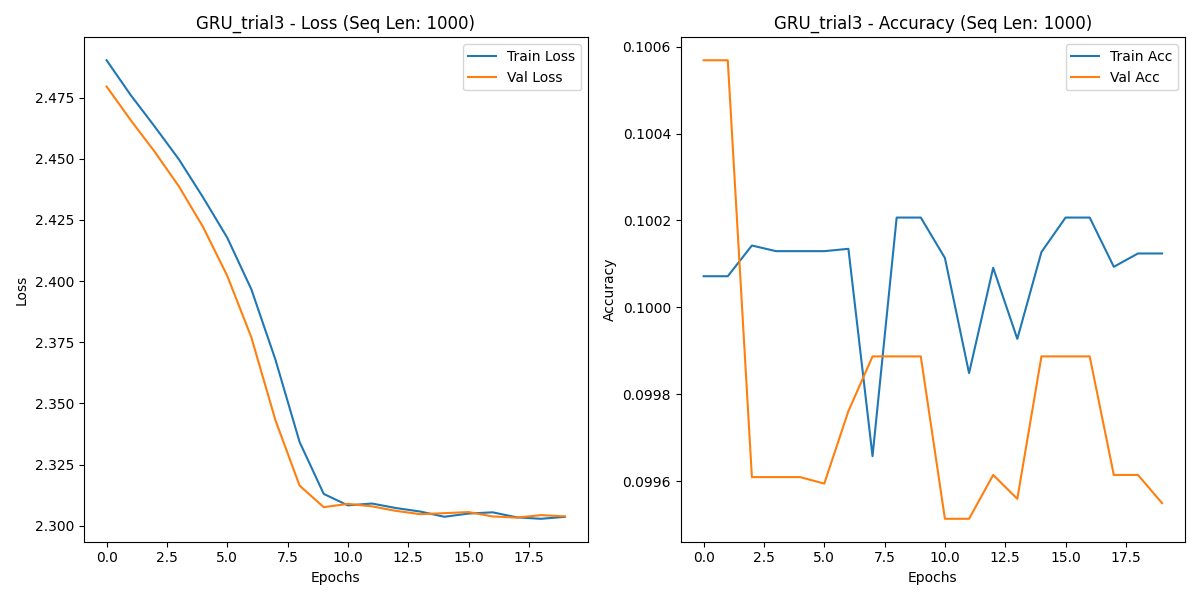 GRU_trial3 - Loss (Seq Len: 1000)
Train Loss
Val Loss
2.475
2.450
2.425
2.400
2.375
2.350
2.325
2.300
Loss
0.0 2.5 5.0 7.5 10.0 12.5 15.0 17.5
Epochs
GRU_trial3 - Accuracy (Seq Len: 1000)
Train Acc
Val Acc
0.1006
0.1004
0.1002
0.1000
0.0998
0.0996
Accuracy
0.0 2.5 5.0 7.5 10.0 12.5 15.0 17.5
Epochs